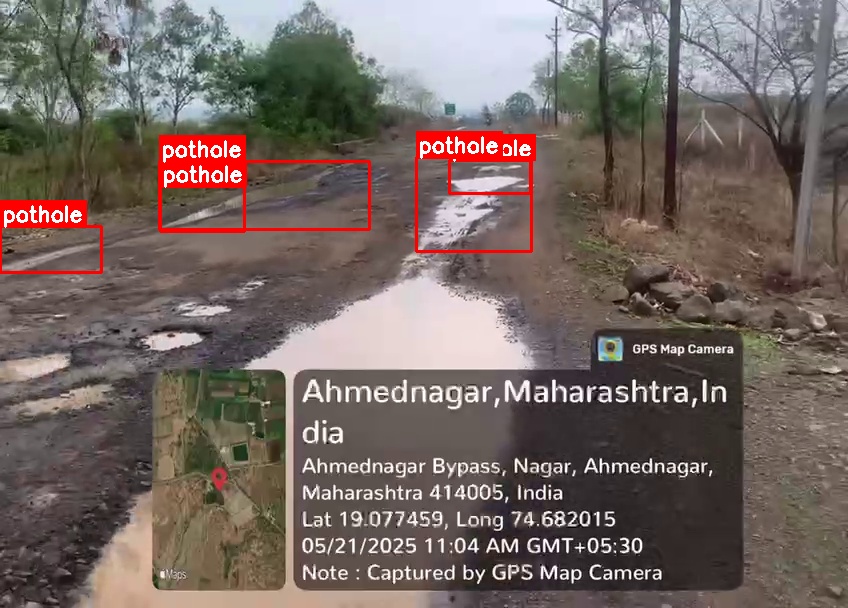 pothole
pothole
pothole
pothole
ole
GPS Map Camera
Ahmednagar,Maharashtra,In
dia
Ahmednagar Bypass, Nagar, Ahmednagar,
Maharashtra 414005, India
Lat 19.077459, Long 74.682015
05/21/2025 11:04 AM GMT+05:30
Note : Captured by GPS Map Camera
Maps